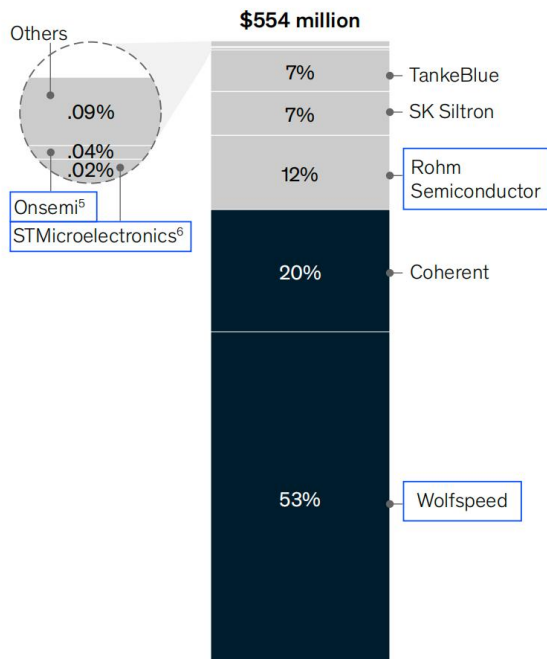 $554 million
Others
.09%
.04%
.02%
Onsemi⁵
STMicroelectronics⁶
7%
TankeBlue
7%
SK Siltron
12%
Rohm
Semiconductor
20%
Coherent
53%
Wolfspeed